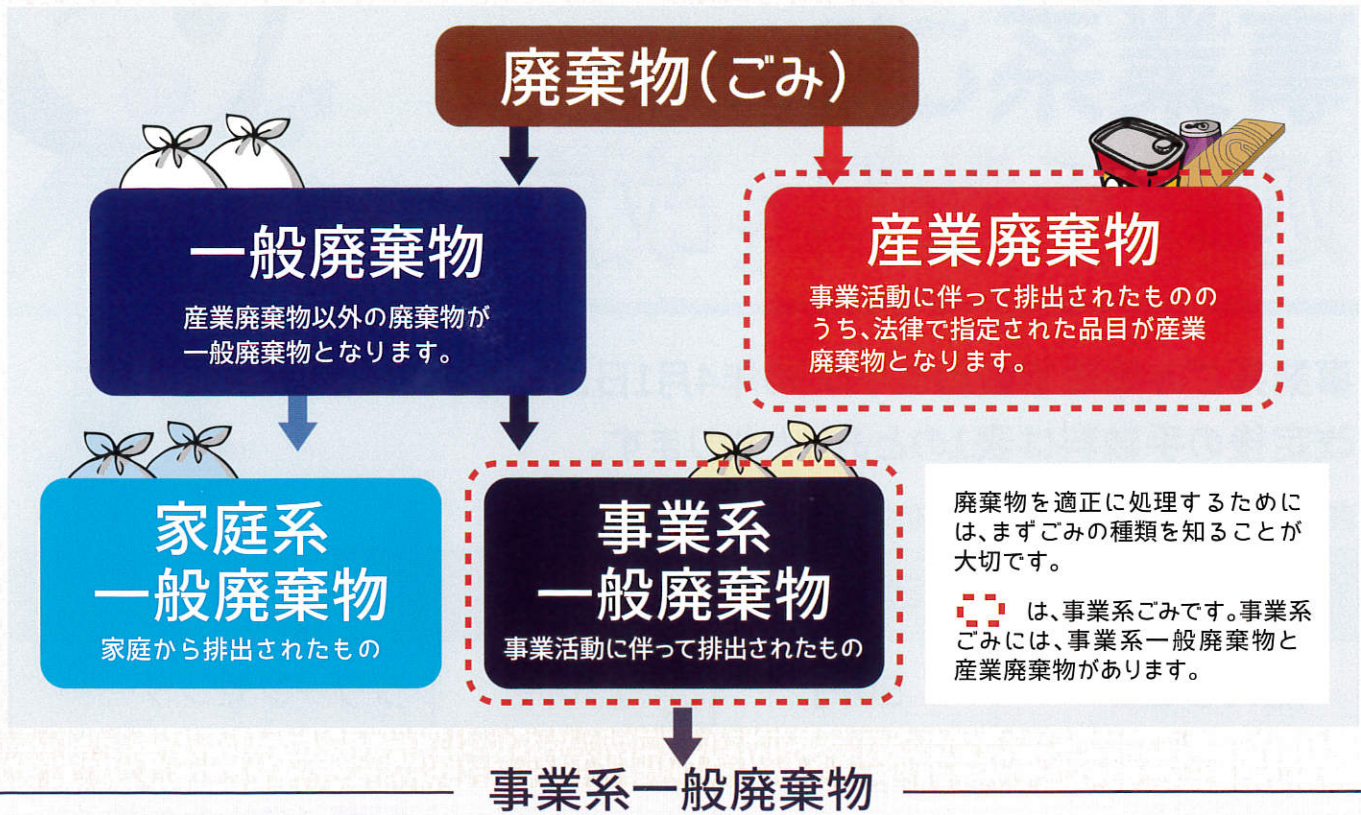 廃棄物(ごみ)
一般廃棄物
産業廃棄物以外の廃棄物が
一般廃棄物となります。
産業廃棄物
事業活動に伴って排出されたものの
うち、法律で指定された品目が産業
廃棄物となります。
家庭系
一般廃棄物
家庭から排出されたもの
事業系
一般廃棄物
事業活動に伴って排出されたもの
廃棄物を適正に処理するために
は、まずごみの種類を知ることが
大切です。
は、事業系ごみです。事業系
ごみには、事業系一般廃棄物と
産業廃棄物があります。
事業系一般廃棄物